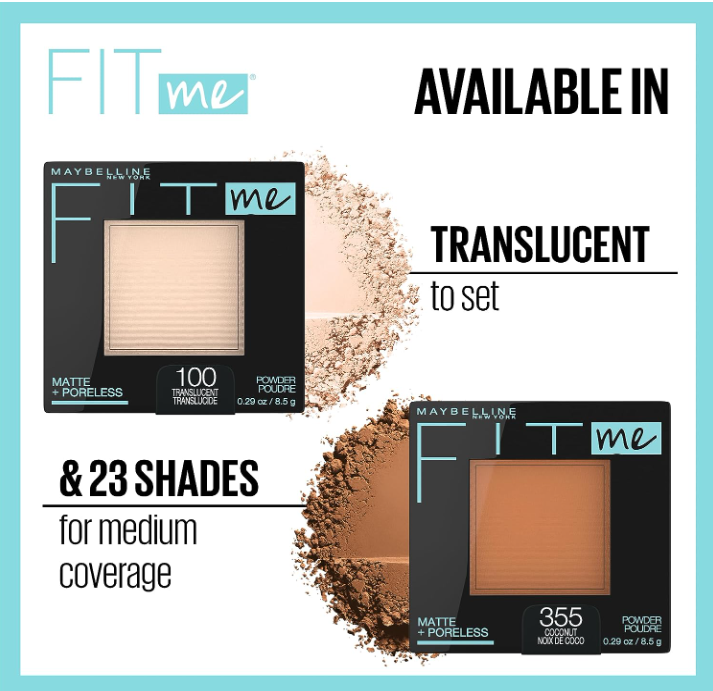 FIT me®
AVAILABLE IN
MAYBELLINE
NEW YORK
FIT me
100
TRANSLUCENT
TRANSLUCIDE
MATTE
+ PORELESS
POWDER
POUDRE
0.29 oz / 8.5 g
TRANSLUCENT
to set
& 23 SHADES
for medium
coverage
MAYBELLINE
NEW YORK
FIT me
355
COCONUT
NOIX DE COCO
MATTE
+ PORELESS
POWDER
POUDRE
0.29 oz / 8.5 g